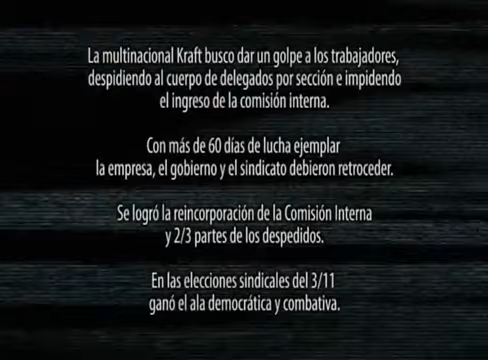 La multinacional Kraft busco dar un golpe a los trabajadores,
despidiendo al cuerpo de delegados por sección e impidendo
el ingreso de la comisión interna.
Con más de 60 días de lucha ejemplar
la empresa, el gobierno y el sindicato debieron retroceder.
Se logró la reincorporación de la Comisión Interna
y 2/3 partes de los despedidos.
En las elecciones sindicales del 3/11
ganó el ala democrática y combativa.